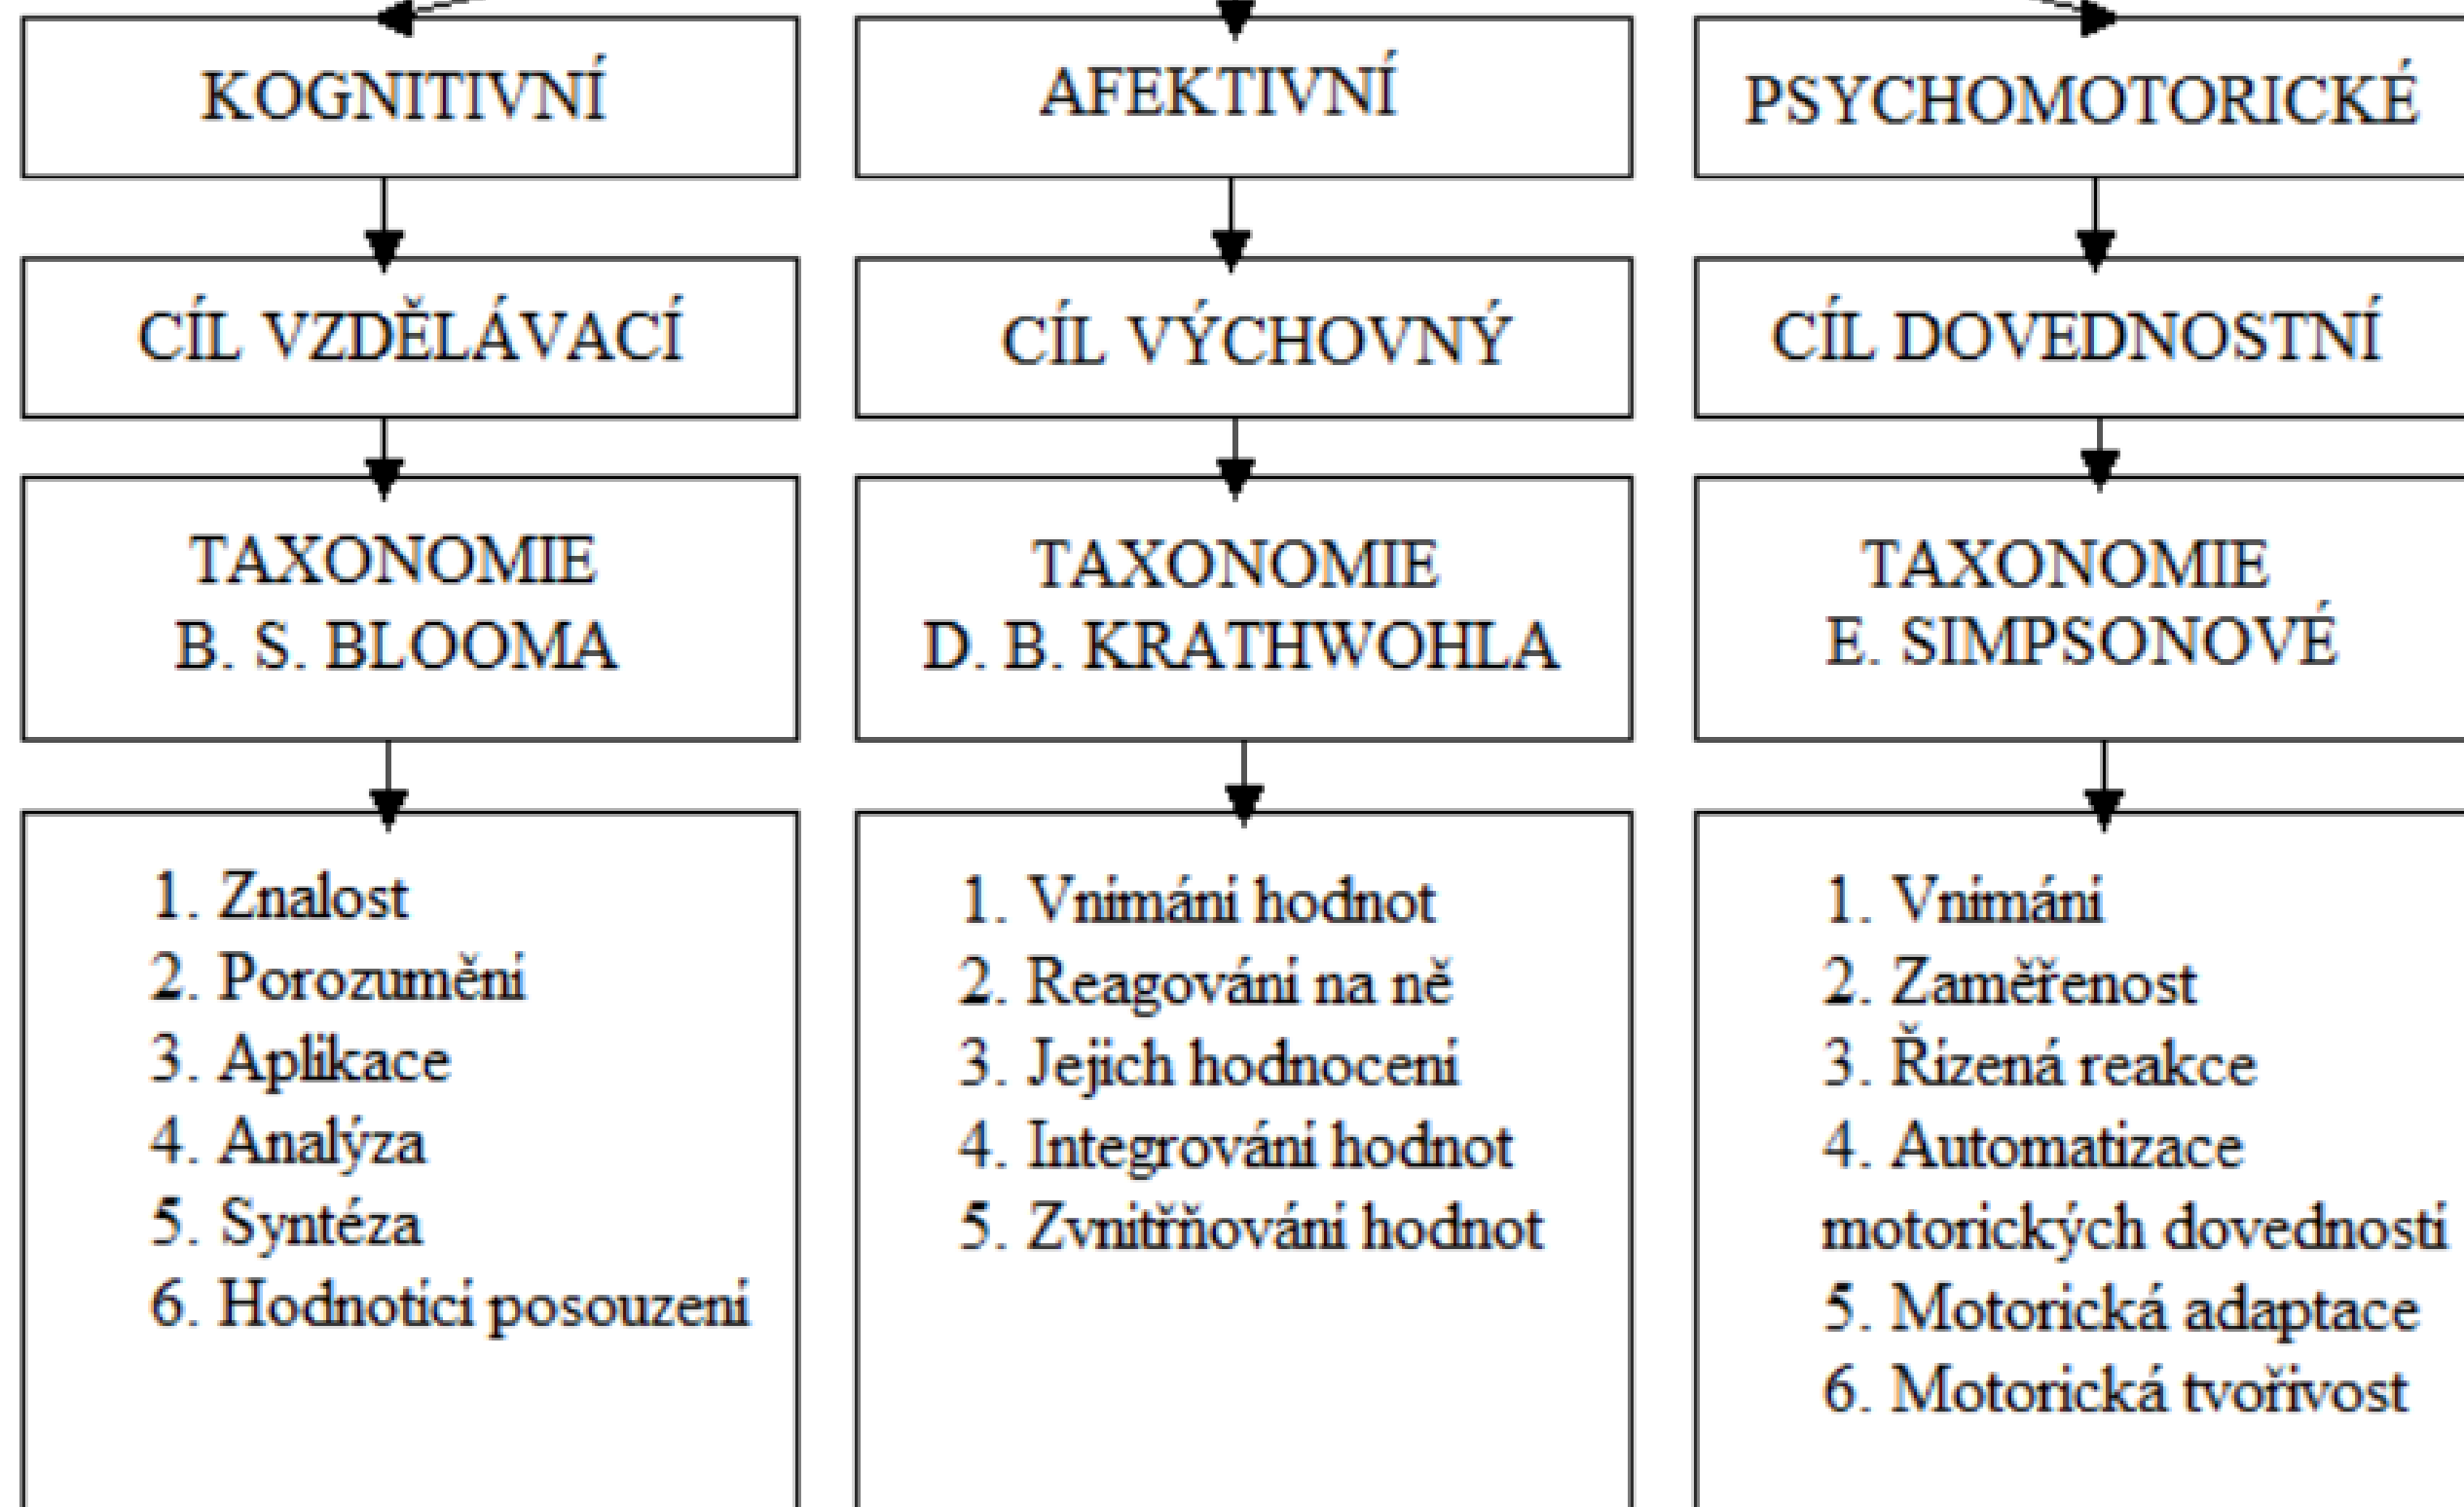 KOGNITIVNÍ
CÍL VZDĚLÁVACÍ
TAXONOMIE
B. S. BLOOMA
1. Znalost
2. Porozumění
3. Aplikace
4. Analýza
5. Syntéza
6. Hodnotící posouzení
AFEKTIVNÍ
CÍL VÝCHOVNÝ
TAXONOMIE
D. B. KRATHWOHLA
1. Vnímání hodnot
2. Reagování na ně
3. Jejich hodnocení
4. Integrování hodnot
5. Zvnitřňování hodnot
PSYCHOMOTORICKÉ
CÍL DOVEDNOSTNÍ
TAXONOMIE
E. SIMPSONOVÉ
1. Vnímání
2. Zaměřenost
3. Řízená reakce
4. Automatizace
motorických dovedností
5. Motorická adaptace
6. Motorická tvořivost